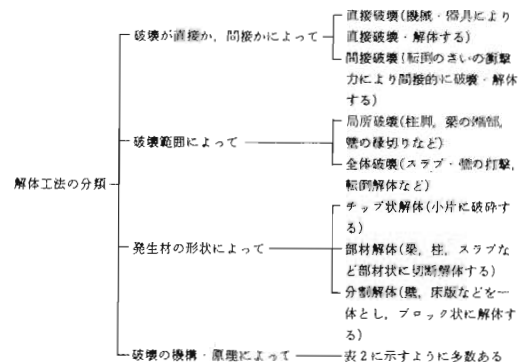 直接破壊(機械・器具により
破壊が直接か,間接かによって
直接破壊・解体する)
間接破壊(転倒のさいの衝撃
力により間接的に破壊・解体
する)
局所破壊(柱脚,梁の端部,
破壊範囲によって
壁の縁切りなど)
全体破壊(スラブ・壁の打撃,
転倒解体など)
解体工法の分類
チップ状解体(小片に破砕す
る)
発生材の形状によって
部材解体(梁,柱,スラブな
ど部材状に切断解体する)
分割解体(壁,床版などを一
体とし,ブロック状に解体す
る)
破壊の機構・原理によって
表2に示すように多数ある